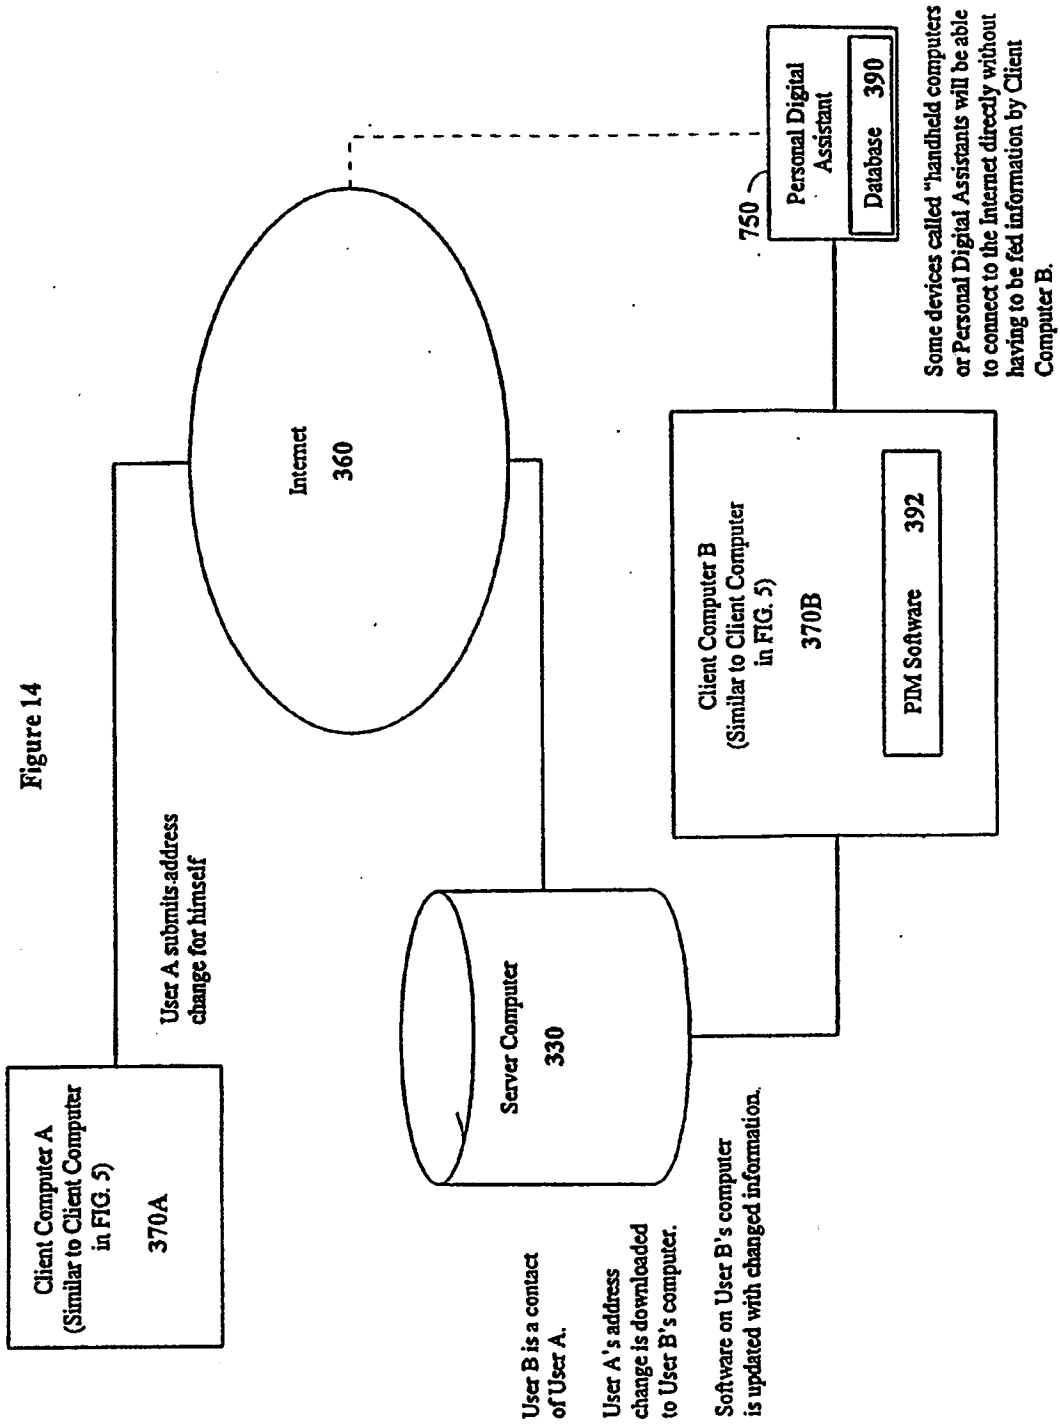 Figure 14
Client Computer A
(Similar to Client Computer
in FIG. 5)
370A
User A submits address
change for himself
Internet
360
User B is a contact
of User A.
User A's address
change is downloaded
to User B's computer.
Software on User B's computer
is updated with changed information.
Server Computer
330
Client Computer B
(Similar to Client Computer
in FIG. 5)
370B
PIM Software 392
750
Personal Digital
Assistant
Database 390
Some devices called "handheld computers
or Personal Digital Assistants will be able
to connect to the Internet directly without
having to be fed information by Client
Computer B.